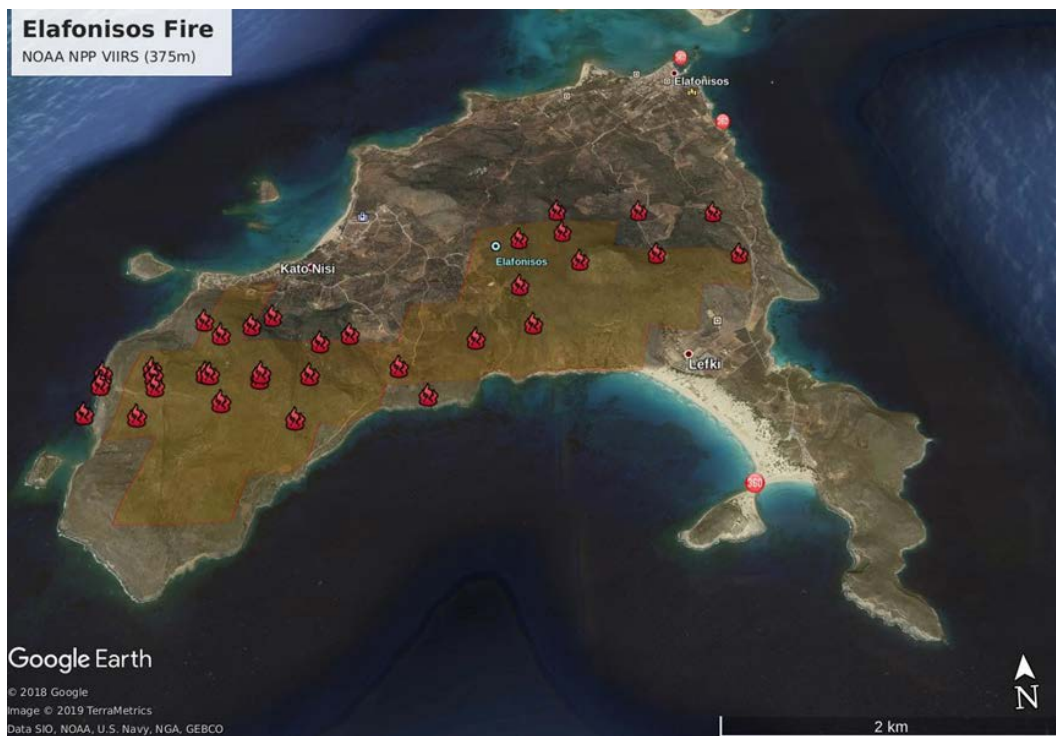 Elafonisos Fire
NOAA NPP VIIRS (375m)
Elafonisos
Elafonisos
Kato Nisi
Lefki
360
Google Earth
© 2018 Google
Image © 2019 TerraMetrics
Data SIO, NOAA, U.S. Navy, NGA, GEBCO
N
2 km